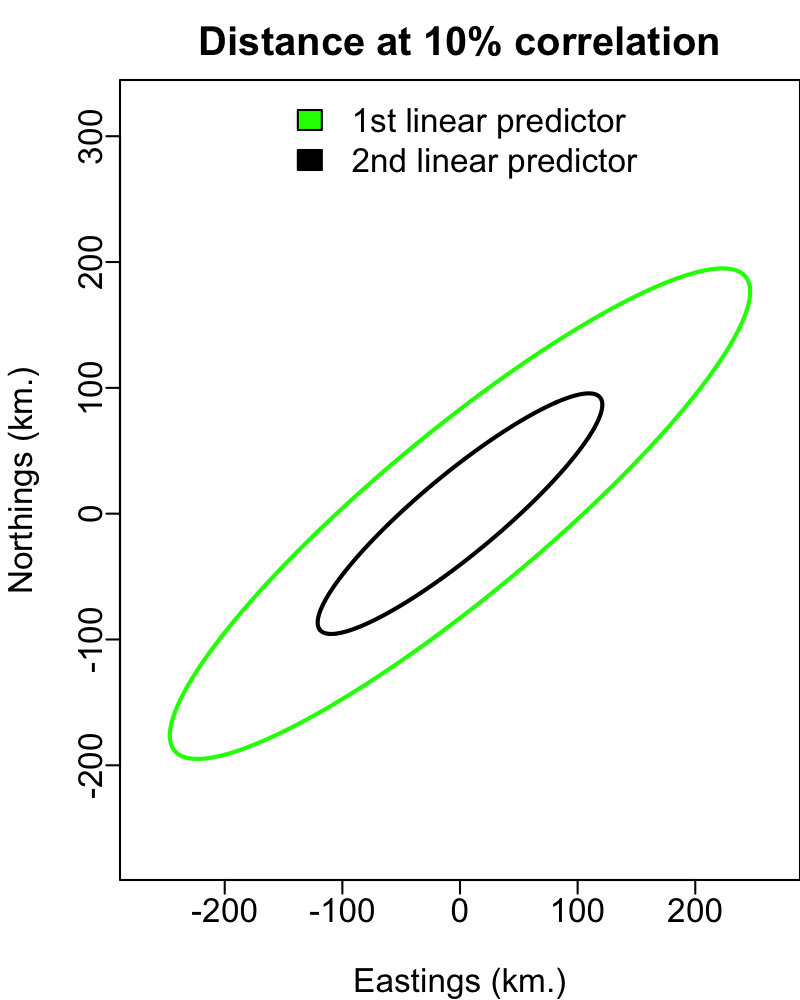 Distance at 10% correlation
1st linear predictor
2nd linear predictor
300
200
100
0
-100
-200
Northings (km.)
-200 -100 0 100 200
Eastings (km.)